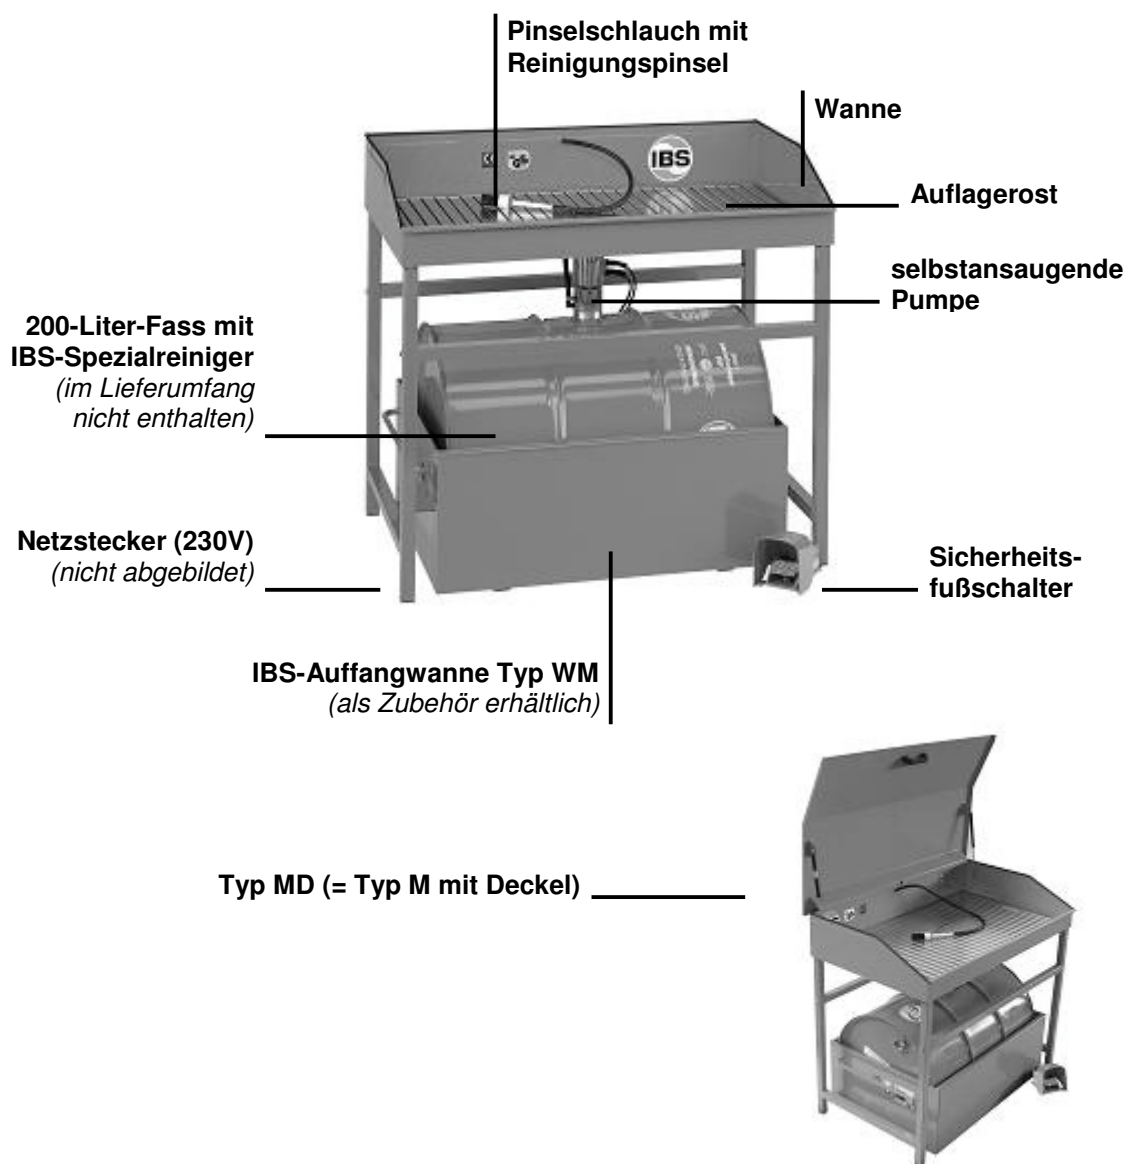 Pinselschlauch mit
Reinigungspinsel
Wanne
IBS
Auflagerost
selbstansaugende
Pumpe
200-Liter-Fass mit
IBS-Spezialreiniger
(im Lieferumfang
nicht enthalten)
Netzstecker (230V)
(nicht abgebildet)
Sicherheits-
fußschalter
IBS-Auffangwanne Typ WM
(als Zubehör erhältlich)
Typ MD (= Typ M mit Deckel)